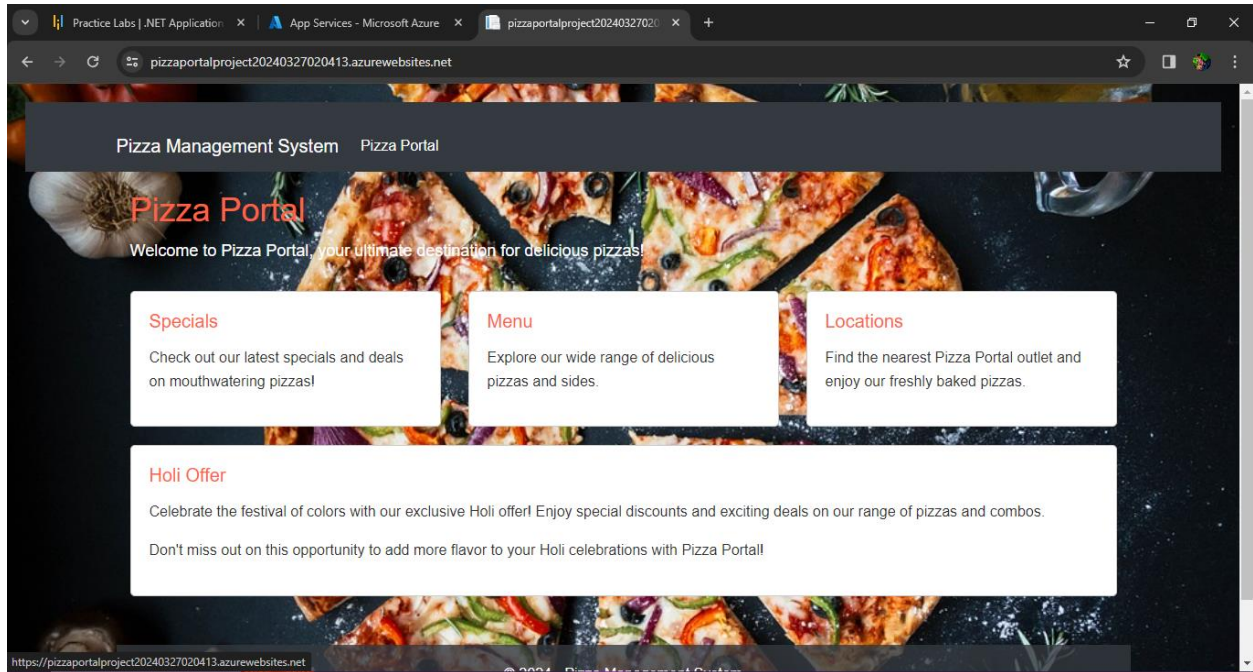 Practice Labs | .NET Application
App Services - Microsoft Azure
pizzaportalproject20240327020
pizzaportalproject20240327020413.azurewebsites.net
Pizza Management System Pizza Portal
Pizza Portal
Welcome to Pizza Portal, your ultimate destination for delicious pizzas!
Specials
Check out our latest specials and deals
on mouthwatering pizzas!
Menu
Explore our wide range of delicious
pizzas and sides.
Locations
Find the nearest Pizza Portal outlet and
enjoy our freshly baked pizzas.
Holi Offer
Celebrate the festival of colors with our exclusive Holi offer! Enjoy special discounts and exciting deals on our range of pizzas and combos.
Don't miss out on this opportunity to add more flavor to your Holi celebrations with Pizza Portal!
© 2024 - Pizza Management System
https://pizzaportalproject20240327020413.azurewebsites.net